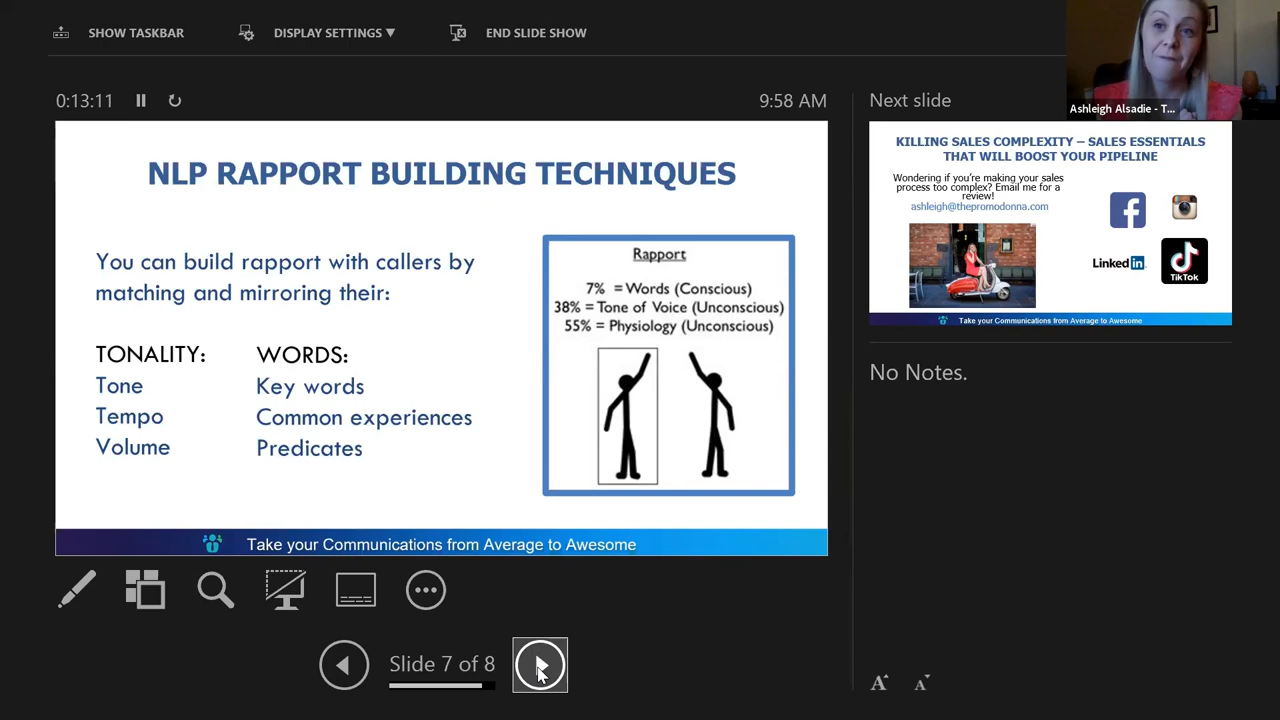 SHOW TASKBAR
DISPLAY SETTINGS ▼
END SLIDE SHOW
0:13:11
9:58 AM
Next slide
Ashleigh Alsadie - T...
NLP RAPPORT BUILDING TECHNIQUES
You can build rapport with callers by
matching and mirroring their:
TONALITY:
Tone
Tempo
Volume
WORDS:
Key words
Common experiences
Predicates
Rapport
7% = Words (Conscious)
38% = Tone of Voice (Unconscious)
55% = Physiology (Unconscious)
Take your Communications from Average to Awesome
KILLING SALES COMPLEXITY – SALES ESSENTIALS
THAT WILL BOOST YOUR PIPELINE
Wondering if you're making your sales
process too complex? Email me for a
review!
ashleigh@thepromodonna.com
Linked in
TikTok
Take your Communications from Average to Awesome
No Notes.
Slide 7 of 8
A
A